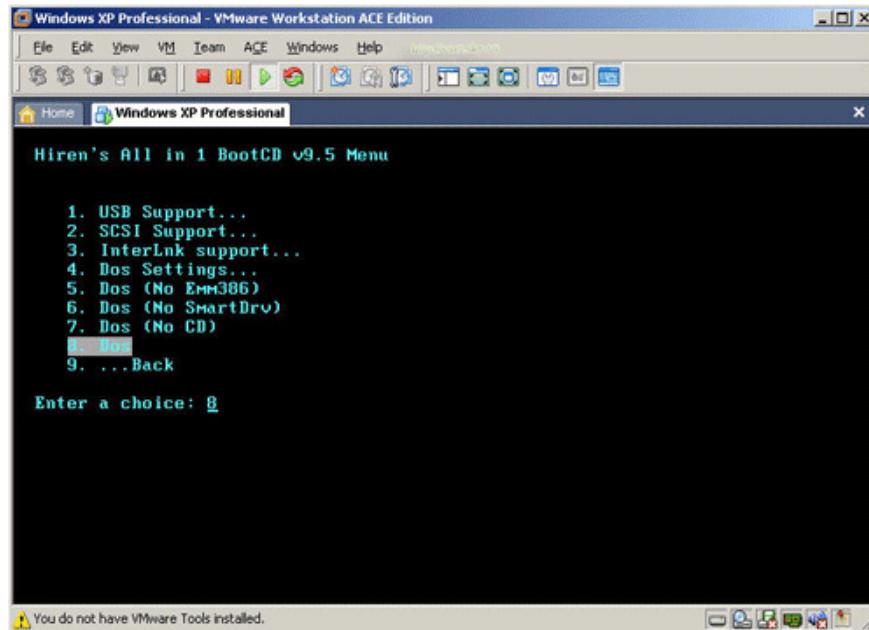 Windows XP Professional - VMware Workstation ACE Edition
File Edit View VM Team ACE Windows Help
Home Windows XP Professional
Hiren's All in 1 BootCD v9.5 Menu
1. USB Support...
2. SCSI Support...
3. InterLnk support...
4. Dos Settings...
5. Dos (No Emm386)
6. Dos (No SmartDrv)
7. Dos (No CD)
8. Dos
9. ...Back
Enter a choice: 8
You do not have VMware Tools installed.